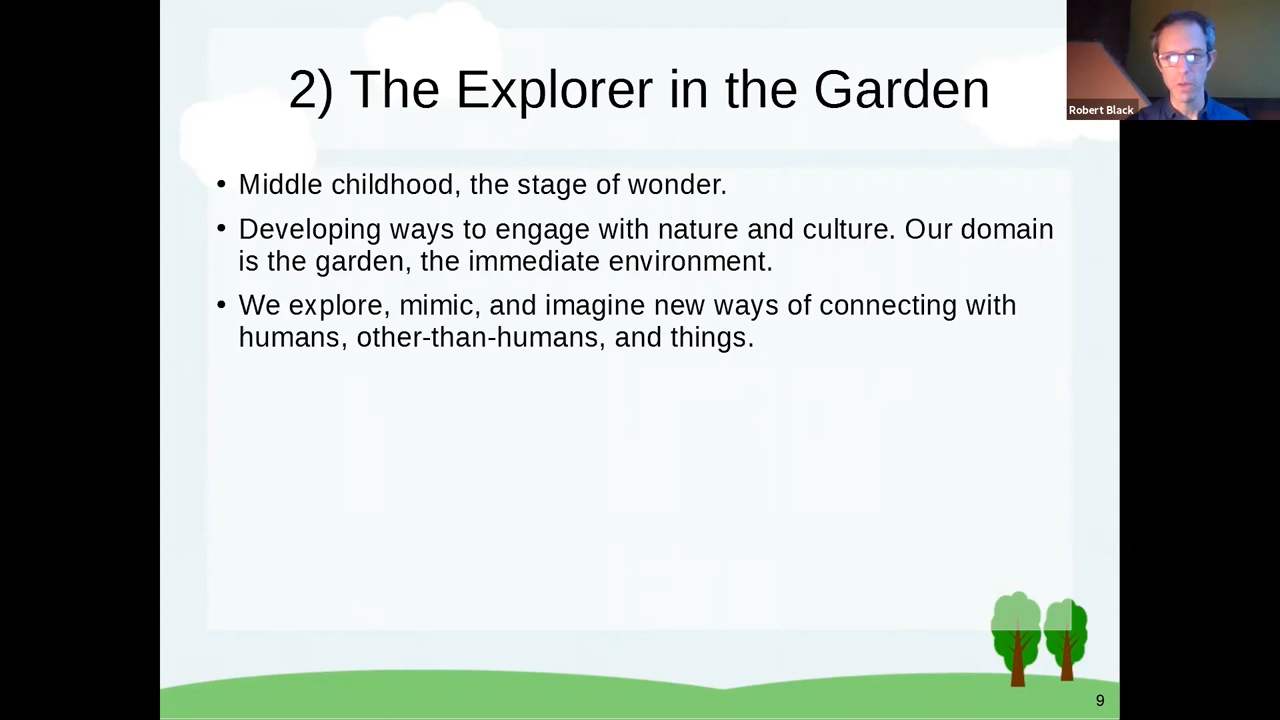 2) The Explorer in the Garden
Robert Black
• Middle childhood, the stage of wonder.
• Developing ways to engage with nature and culture. Our domain
is the garden, the immediate environment.
• We explore, mimic, and imagine new ways of connecting with
humans, other-than-humans, and things.
9